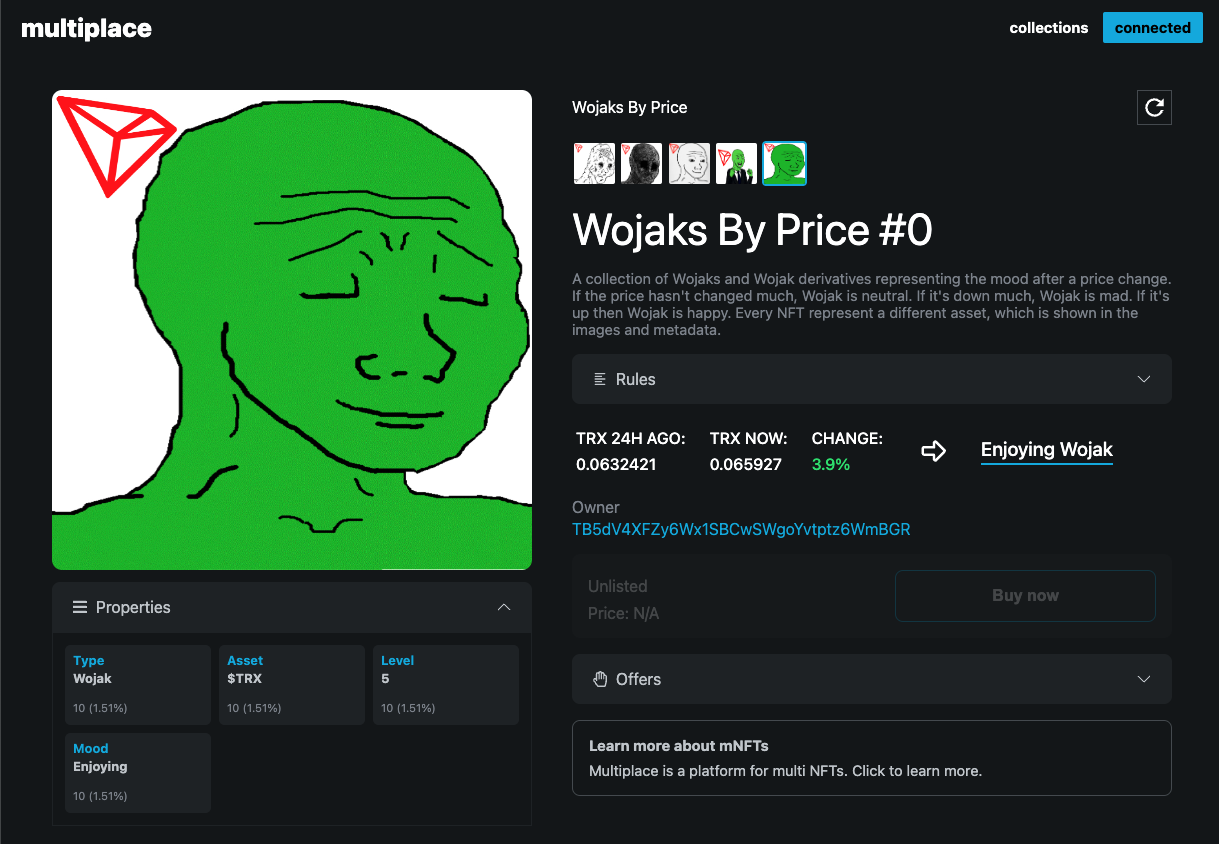 multiplace
collections
connected
Wojaks By Price
Wojaks By Price #0
A collection of Wojaks and Wojak derivatives representing the mood after a price change.
If the price hasn't changed much, Wojak is neutral. If it's down much, Wojak is mad. If it's
up then Wojak is happy. Every NFT represent a different asset, which is shown in the
images and metadata.
Rules
TRX 24H AGO: TRX NOW: CHANGE:
0.0632421 0.065927 3.9%
Enjoying Wojak
Owner
TB5dV4XFZy6Wx1SBCwSWgoYvtptz6WmBGR
Unlisted
Price: N/A
Buy now
Offers
Learn more about mNFTs
Multiplace is a platform for multi NFTs. Click to learn more.
Properties
Type
Wojak
10 (1.51%)
Asset
$TRX
10 (1.51%)
Level
5
10 (1.51%)
Mood
Enjoying
10 (1.51%)